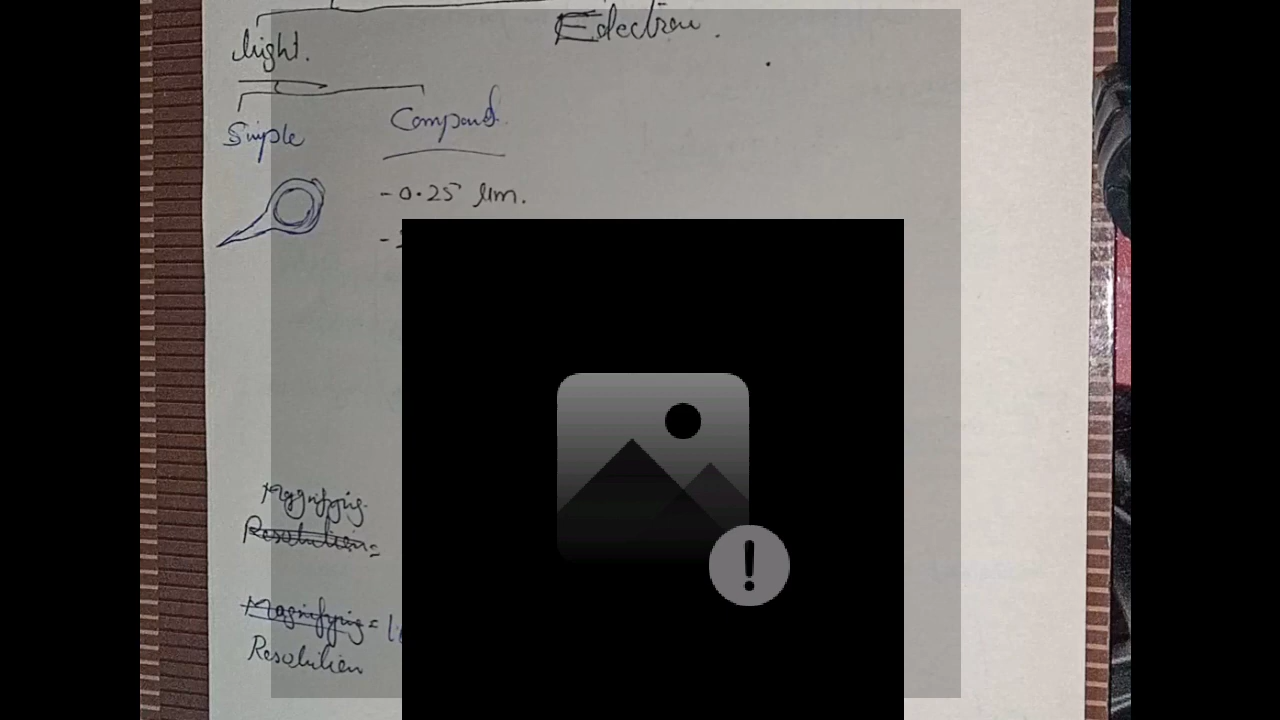 Light.
Electron.
Simple
Compound
- 0.25 µm.
Magnifying
Resolution =
Magnifying =
Resolution